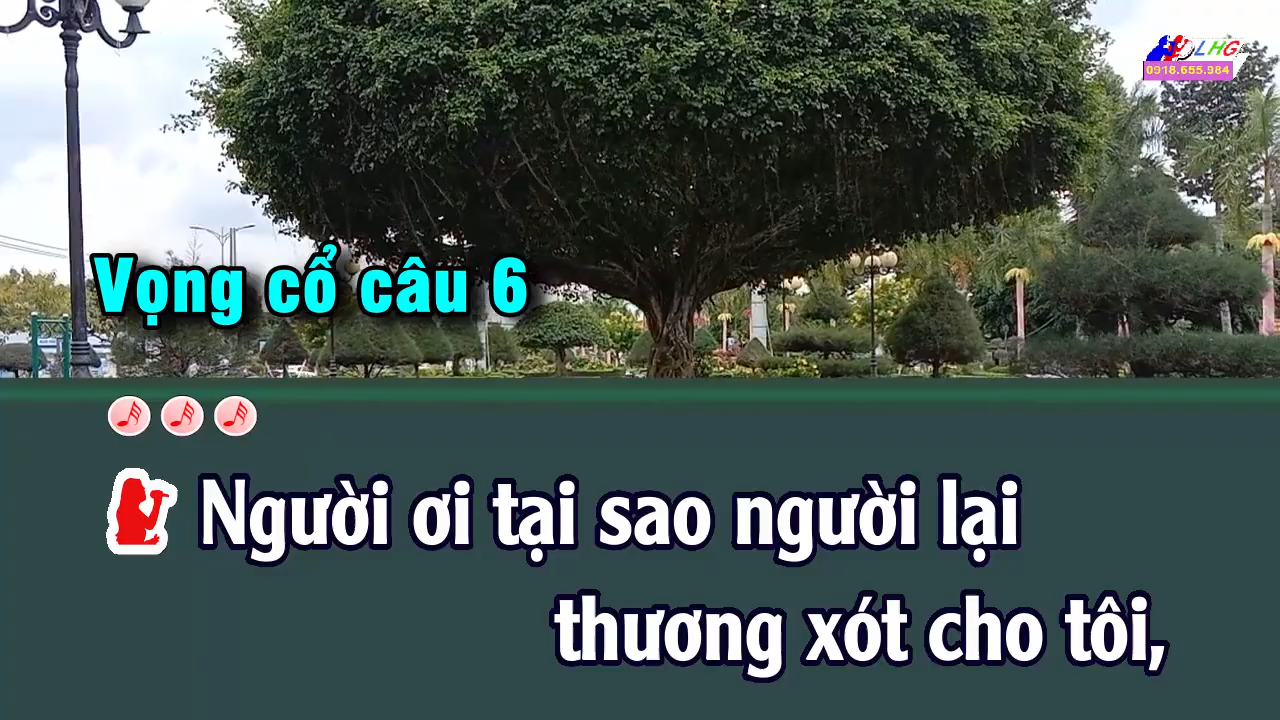 LHG
0918.655.984
Vọng cổ câu 6
Người ơi tại sao người lại
thương xót cho tôi,